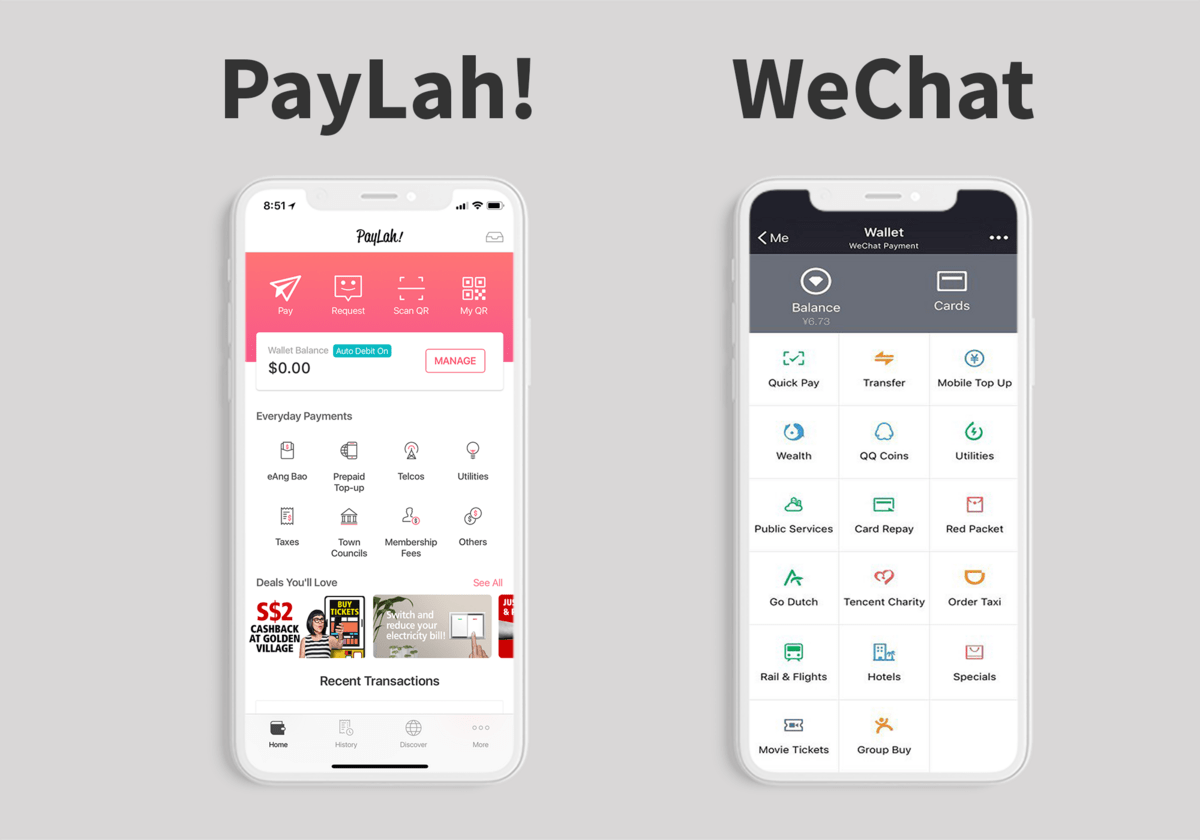 PayLah!
WeChat
8:51
PayLah!
Pay
Request
Scan QR
My QR
Wallet Balance
Auto Debit On
$0.00
MANAGE
Everyday Payments
eAng Bao
Prepaid
Top-up
Telcos
Utilities
Taxes
Town
Councils
Membership
Fees
Others
Deals You'll Love
See All
S$2
CASHBACK
AT GOLDEN
VILLAGE
BUY
TICKETS
Switch and
reduce your
electricity bill!
JUS
&
Recent Transactions
Home
History
Discover
More
Me
Wallet
WeChat Payment
Balance
¥6.73
Cards
Quick Pay
Transfer
Mobile Top Up
Wealth
QQ Coins
Utilities
Public Services
Card Repay
Red Packet
Go Dutch
Tencent Charity
Order Taxi
Rail & Flights
Hotels
Specials
Movie Tickets
Group Buy